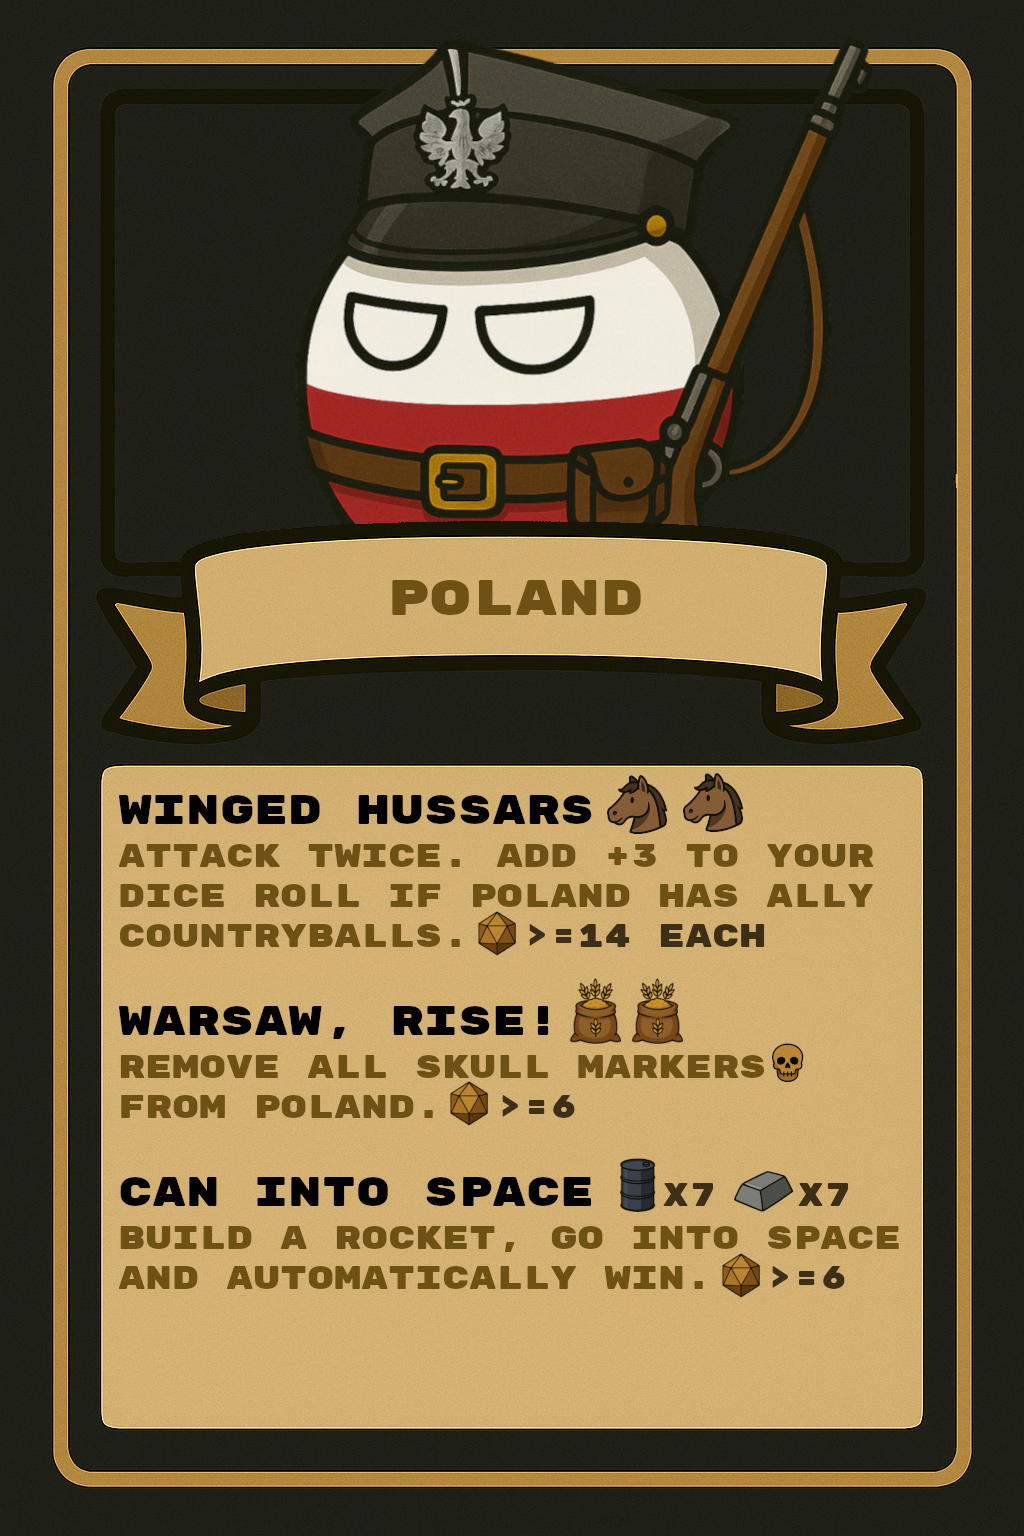 POLAND
WINGED HUSSARS
ATTACK TWICE. ADD +3 TO YOUR
DICE ROLL IF POLAND HAS ALLY
COUNTRYBALLS. >=14 EACH
WARSAW, RISE!
REMOVE ALL SKULL MARKERS
FROM POLAND. >=6
CAN INTO SPACE X7 X7
BUILD A ROCKET, GO INTO SPACE
AND AUTOMATICALLY WIN. >=6